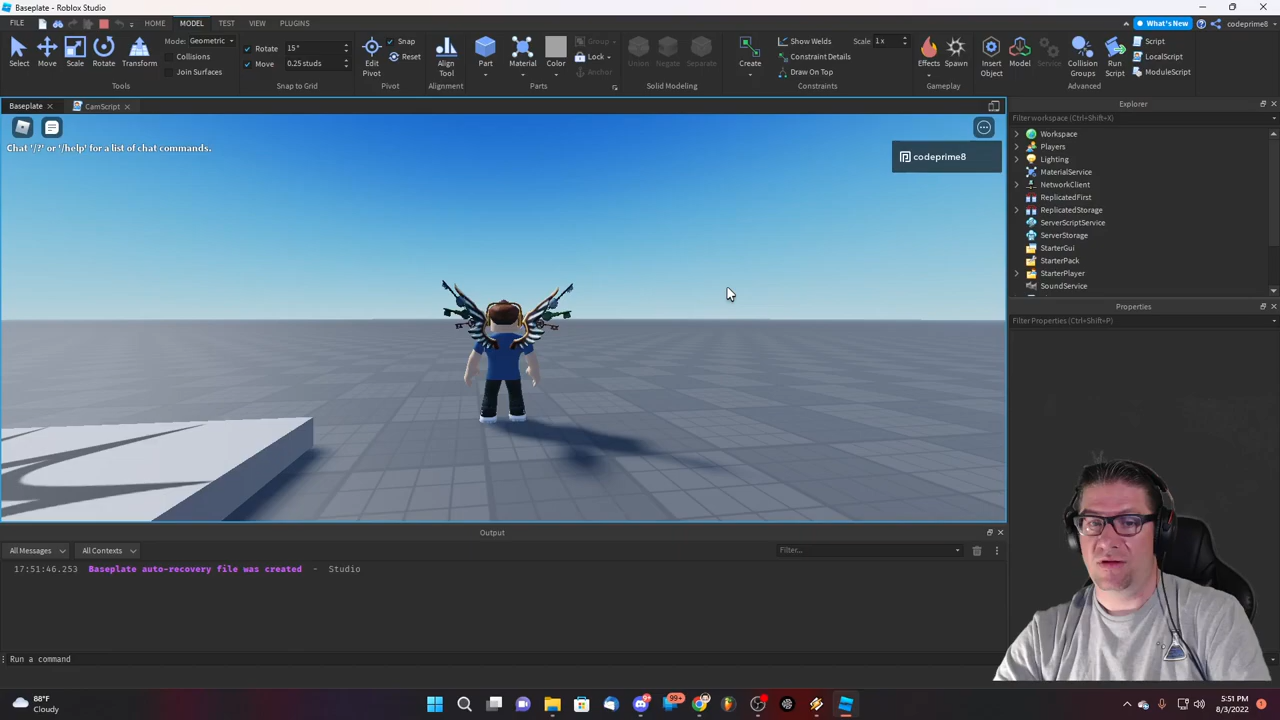 Baseplate - Roblox Studio
FILE
HOME
MODEL
TEST
VIEW
PLUGINS
What's New
codeprime8
Select
Move
Scale
Rotate
Transform
Mode: Geometric
Collisions
Join Surfaces
Tools
Rotate 15 °
Move 0.25 studs
Snap to Grid
Edit Pivot
Snap
Reset
Pivot
Align Tool
Alignment
Part
Material
Color
Group
Lock
Anchor
Parts
Union
Negate
Separate
Solid Modeling
Create
Show Welds
Constraint Details
Draw On Top
Scale 1 x
Constraints
Effects
Spawn
Gameplay
Insert Object
Model
Service
Collision Groups
Run Script
Script
LocalScript
ModuleScript
Advanced
Baseplate
CamScript
Chat '/?' or '/help' for a list of chat commands.
codeprime8
Explorer
Filter workspace (Ctrl+Shift+X)
Workspace
Players
Lighting
MaterialService
NetworkClient
ReplicatedFirst
ReplicatedStorage
ServerScriptService
ServerStorage
StarterGui
StarterPack
StarterPlayer
SoundService
Properties
Filter Properties (Ctrl+Shift+P)
Output
All Messages
All Contexts
Filter...
17:51:46.253 Baseplate auto-recovery file was created - Studio
Run a command
88°F
Cloudy
99+
5:51 PM
8/3/2022